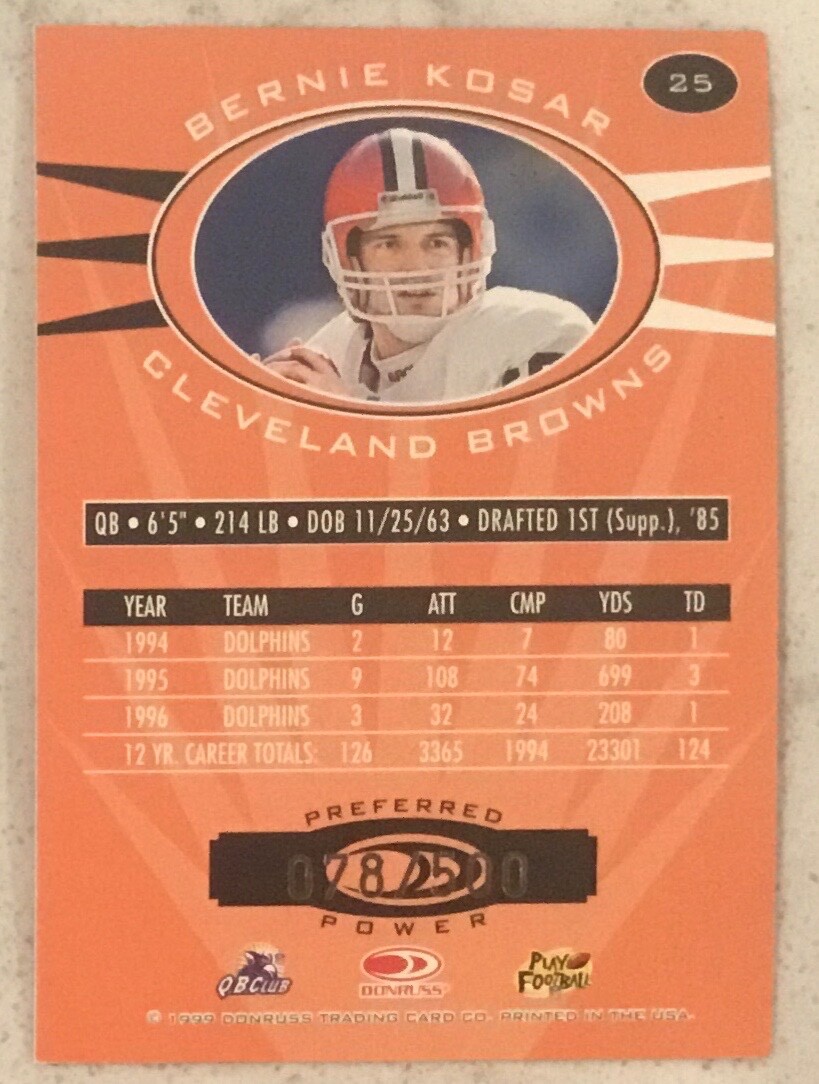 25
BERNIE KOSAR
Riddell
CLEVELAND BROWNS
QB • 6'5" • 214 LB • DOB 11/25/63 • DRAFTED 1ST (Supp.), '85
YEAR TEAM G ATT CMP YDS TD
1994 DOLPHINS 2 12 7 80 1
1995 DOLPHINS 9 108 74 699 3
1996 DOLPHINS 3 32 24 208 1
12 YR. CAREER TOTALS: 126 3365 1994 23301 124
PREFERRED
078/500
POWER
QB CLUB
DONRUSS
PLAY
FOOTBALL
© 1999 DONRUSS TRADING CARD CO. PRINTED IN THE USA.